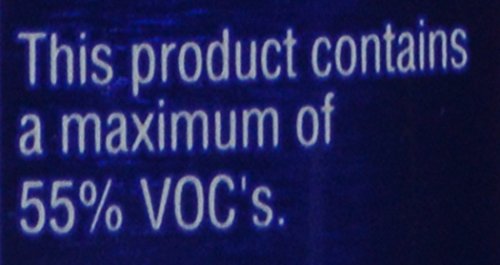 This product contains
a maximum of
55% VOC's.